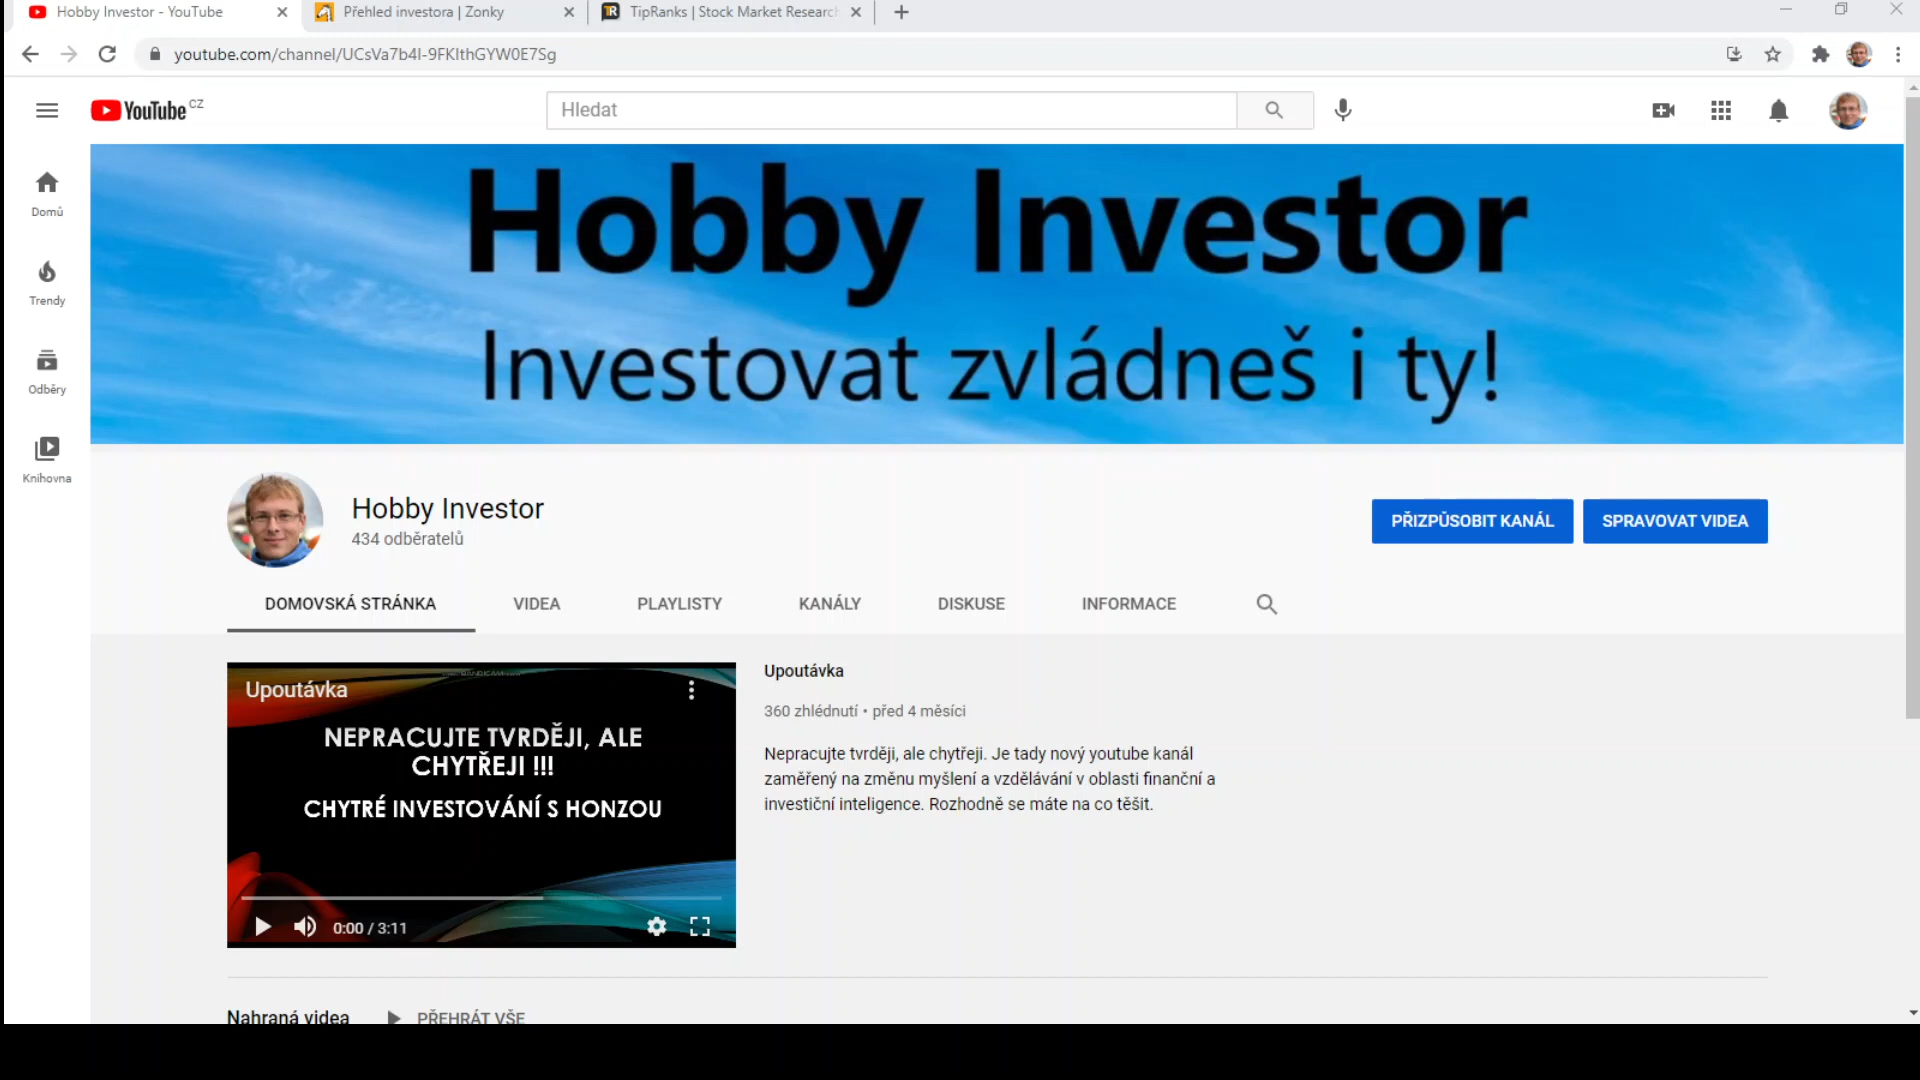 Hobby Investor - YouTube
Přehled investora | Zonky
TipRanks | Stock Market Research
youtube.com/channel/UCsVa7b4I-9FKIthGYW0E7Sg
YouTube CZ
Hledat
Domů
Trendy
Odběry
Knihovna
Hobby Investor
Investovat zvládneš i ty!
Hobby Investor
434 odběratelů
PŘIZPŮSOBIT KANÁL
SPRAVOVAT VIDEA
DOMOVSKÁ STRÁNKA
VIDEA
PLAYLISTY
KANÁLY
DISKUSE
INFORMACE
Upoutávka
NEPRACUJTE TVRDĚJI, ALE
CHYTŘEJI !!!
CHYTRÉ INVESTOVÁNÍ S HONZOU
0:00 / 3:11
Upoutávka
360 zhlédnutí • před 4 měsíci
Nepracujte tvrději, ale chytřeji. Je tady nový youtube kanál
zaměřený na změnu myšlení a vzdělávání v oblasti finanční a
investiční inteligence. Rozhodně se máte na co těšit.
Nahraná videa
PŘEHRÁT VŠE